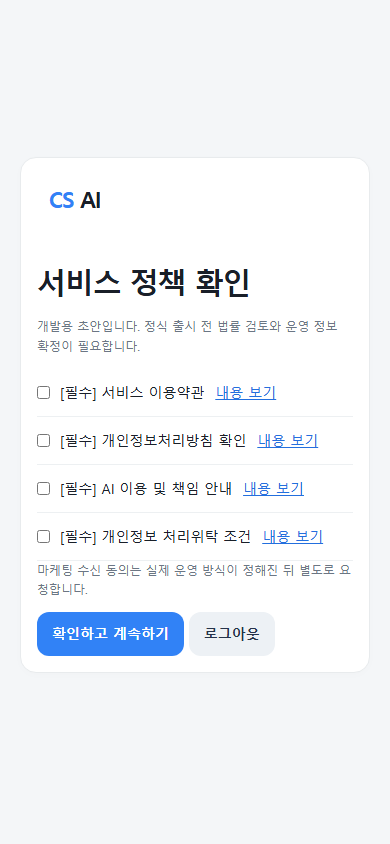 CS AI
서비스 정책 확인
개발용 초안입니다. 정식 출시 전 법률 검토와 운영 정보
확정이 필요합니다.
[필수] 서비스 이용약관 내용 보기
[필수] 개인정보처리방침 확인 내용 보기
[필수] AI 이용 및 책임 안내 내용 보기
[필수] 개인정보 처리위탁 조건 내용 보기
마케팅 수신 동의는 실제 운영 방식이 정해진 뒤 별도로 요
청합니다.
확인하고 계속하기 로그아웃